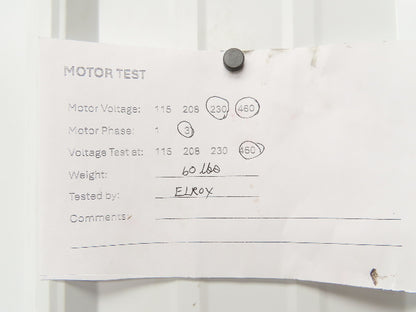 MOTOR TEST
Motor Voltage: 115 208 230 460
Motor Phase: 1 3
Voltage Test at: 115 208 230 460
Weight: 60 lbs
Tested by: ELROY
Comments: